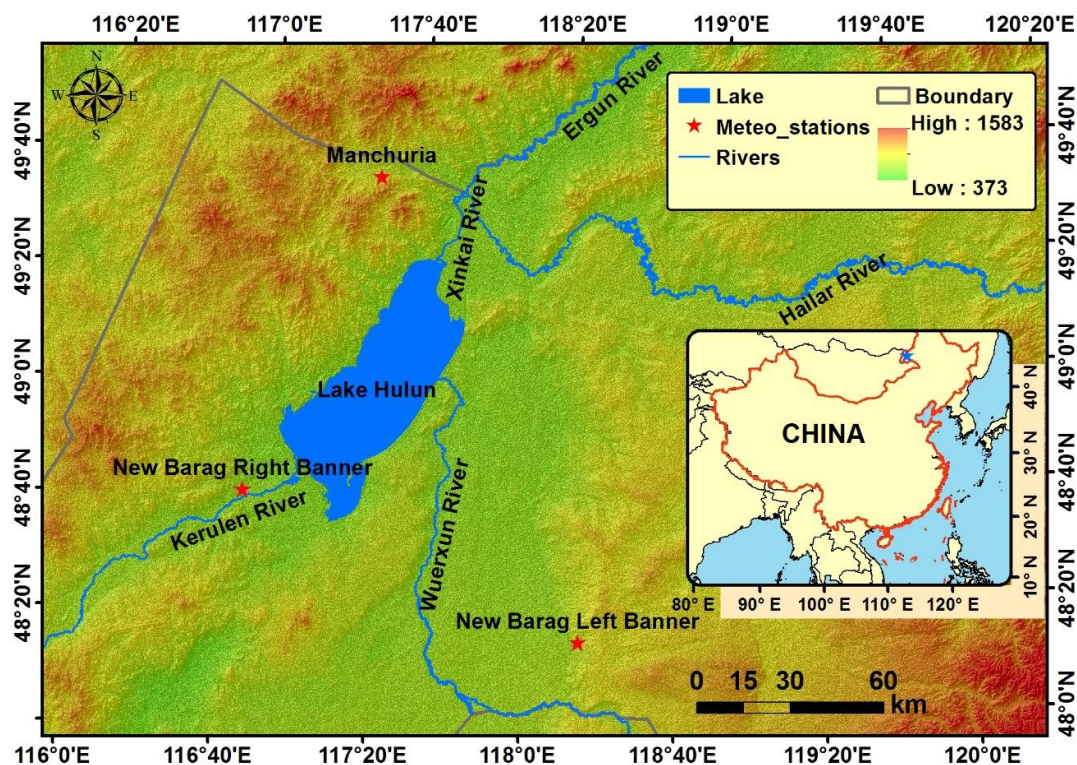 116°20'E 117°0'E 117°40'E 118°20'E 119°0'E 119°40'E 120°20'E
N
W E
S
49°40'N
49°20'N
49°0'N
48°40'N
48°20'N
48°0'N
Manchuria
Ergun River
Xinkai River
Hailar River
Lake Hulun
New Barag Right Banner
Kerulen River
Wuerxun River
New Barag Left Banner
Lake
Meteo_stations
Rivers
Boundary
High : 1583
Low : 373
49°40'N
49°20'N
49°0'N
48°40'N
48°20'N
48°0'N
CHINA
40° N
30° N
20° N
10° N
80° E 90° E 100° E 110° E 120° E
0 15 30 60
km
116°0'E 116°40'E 117°20'E 118°0'E 118°40'E 119°20'E 120°0'E